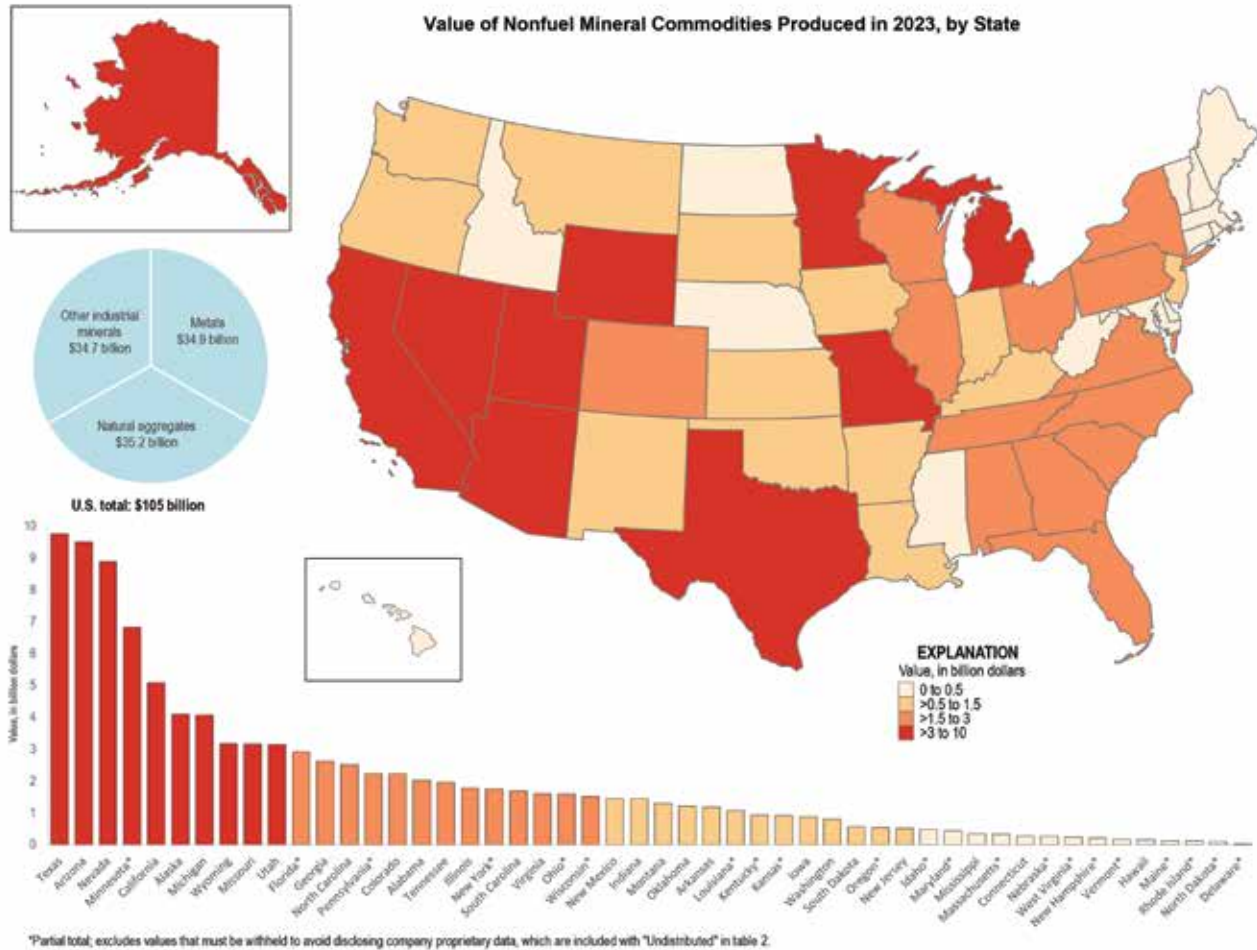 Value of Nonfuel Mineral Commodities Produced in 2023, by State
Other industrial
minerals
$34.7 billion
Metals
$34.9 billion
Natural aggregates
$35.2 billion
U.S. total: $105 billion
EXPLANATION
Value, in billion dollars
0 to 0.5
>0.5 to 1.5
>1.5 to 3
>3 to 10
Value, in billion dollars
10
9
8
7
6
5
4
3
2
1
0
Texas
Arizona
Nevada
Minnesota*
California
Alaska
Michigan
Wyoming
Missouri
Utah
Florida*
Georgia
North Carolina
Pennsylvania*
Colorado
Alabama
Tennessee
Illinois
New York*
South Carolina
Virginia
Ohio*
Wisconsin*
New Mexico
Indiana
Montana
Oklahoma
Arkansas
Louisiana*
Kentucky*
Kansas*
Iowa
Washington
South Dakota
Oregon*
New Jersey
Idaho*
Maryland*
Mississippi
Massachusetts*
Connecticut
Nebraska*
West Virginia*
New Hampshire*
Vermont*
Hawaii
Maine*
Rhode Island*
North Dakota*
Delaware*
*Partial total; excludes values that must be withheld to avoid disclosing company proprietary data, which are included with "Undistributed" in table 2.